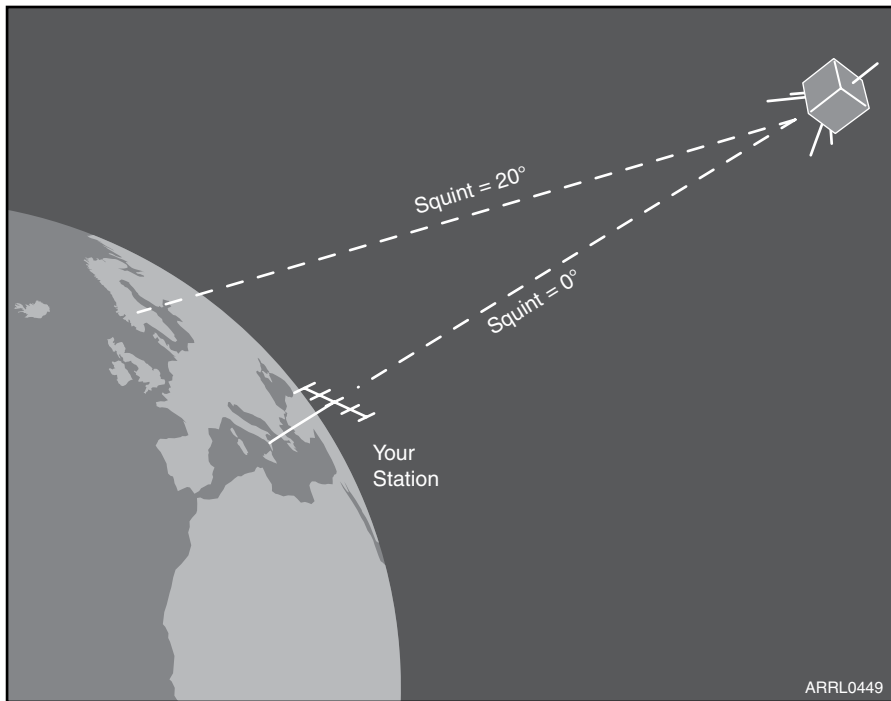 Squint = 20°
Squint = 0°
Your
Station
ARRL0449